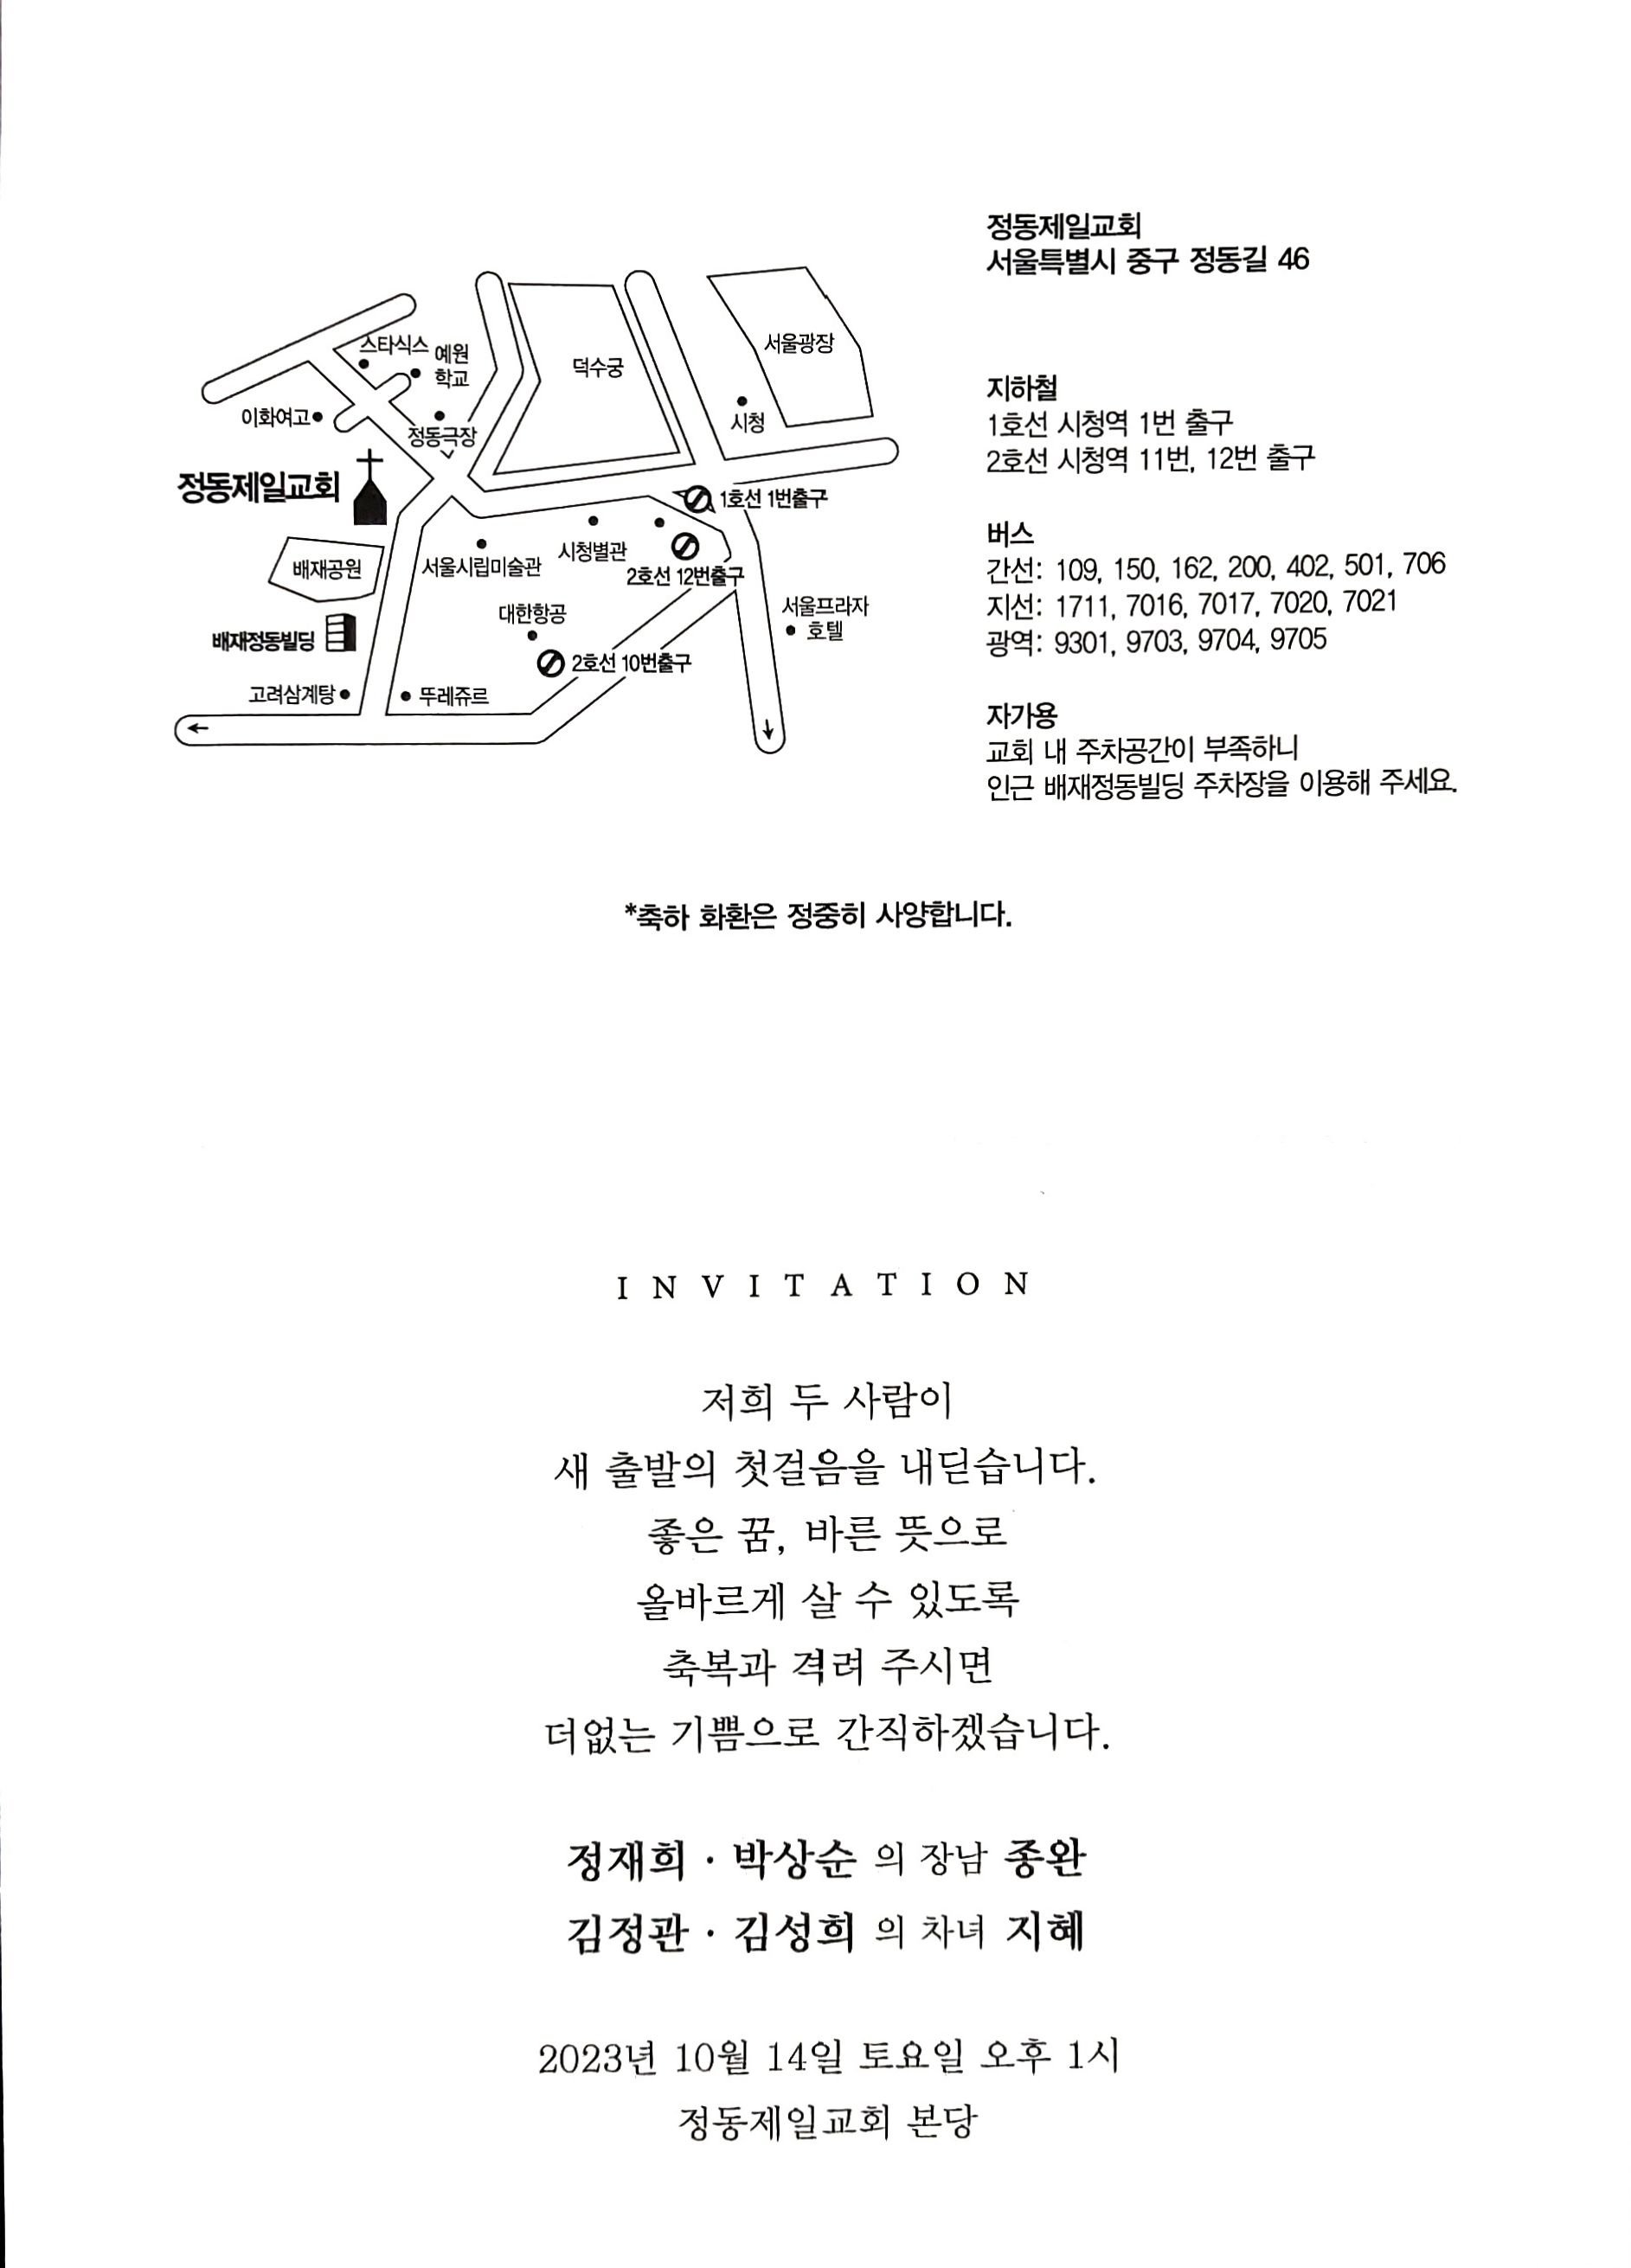 스타식스
예원
학교
이화여고
정동극장
정동제일교회
덕수궁
서울광장
시청
1호선 1번출구
배재공원
서울시립미술관
시청별관
2호선 12번출구
대한항공
서울프라자
호텔
배재정동빌딩
2호선 10번출구
고려삼계탕
뚜레쥬르
정동제일교회
서울특별시 중구 정동길 46
지하철
1호선 시청역 1번 출구
2호선 시청역 11번, 12번 출구
버스
간선: 109, 150, 162, 200, 402, 501, 706
지선: 1711, 7016, 7017, 7020, 7021
광역: 9301, 9703, 9704, 9705
자가용
교회 내 주차공간이 부족하니
인근 배재정동빌딩 주차장을 이용해 주세요.
*축하 화환은 정중히 사양합니다.
INVITATION
저희 두 사람이
새 출발의 첫걸음을 내딛습니다.
좋은 꿈, 바른 뜻으로
올바르게 살 수 있도록
축복과 격려 주시면
더없는 기쁨으로 간직하겠습니다.
정재희 · 박상순 의 장남 종완
김정관 · 김성희 의 차녀 지혜
2023년 10월 14일 토요일 오후 1시
정동제일교회 본당